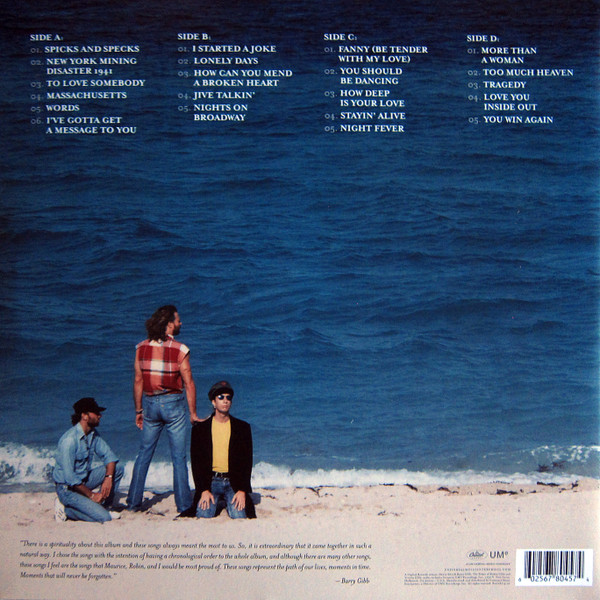 SIDE A:
01. SPICKS AND SPECKS
02. NEW YORK MINING
DISASTER 1941
03. TO LOVE SOMEBODY
04. MASSACHUSETTS
05. WORDS
06. I'VE GOTTA GET
A MESSAGE TO YOU
SIDE B:
01. I STARTED A JOKE
02. LONELY DAYS
03. HOW CAN YOU MEND
A BROKEN HEART
04. JIVE TALKIN'
05. NIGHTS ON
BROADWAY
SIDE C:
01. FANNY (BE TENDER
WITH MY LOVE)
02. YOU SHOULD
BE DANCING
03. HOW DEEP
IS YOUR LOVE
04. STAYIN' ALIVE
05. NIGHT FEVER
SIDE D:
01. MORE THAN
A WOMAN
02. TOO MUCH HEAVEN
03. TRAGEDY
04. LOVE YOU
INSIDE OUT
05. YOU WIN AGAIN
"There is a spirituality about this album and these songs always meant the most to us. So, it is extraordinary that it came together in such a
natural way. I chose the songs with the intention of having a chronological order to the whole album, and although there are many other songs,
these songs I feel are the songs that Maurice, Robin, and I would be most proud of. These songs represent the path of our lives, moments in time.
Moments that will never be forgotten."
— Barry Gibb
Capitol UMe
6 02567 80457 4